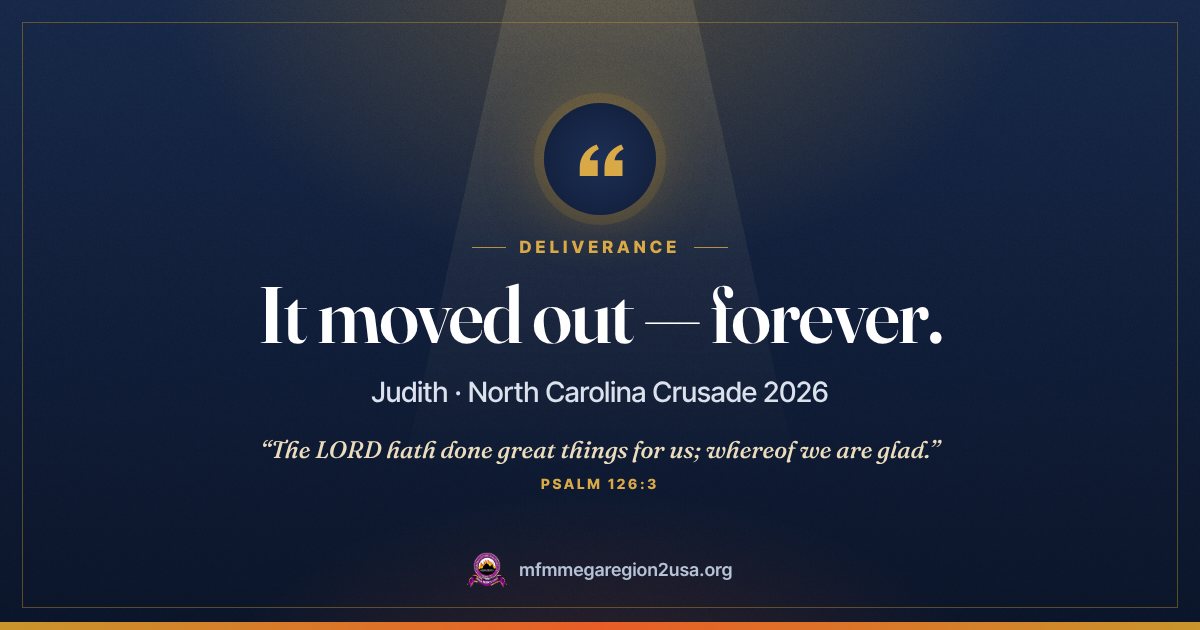 DELIVERANCE
It moved out — forever.
Judith · North Carolina Crusade 2026
“The LORD hath done great things for us; whereof we are glad.”
PSALM 126:3
mfmmegaregion2usa.org